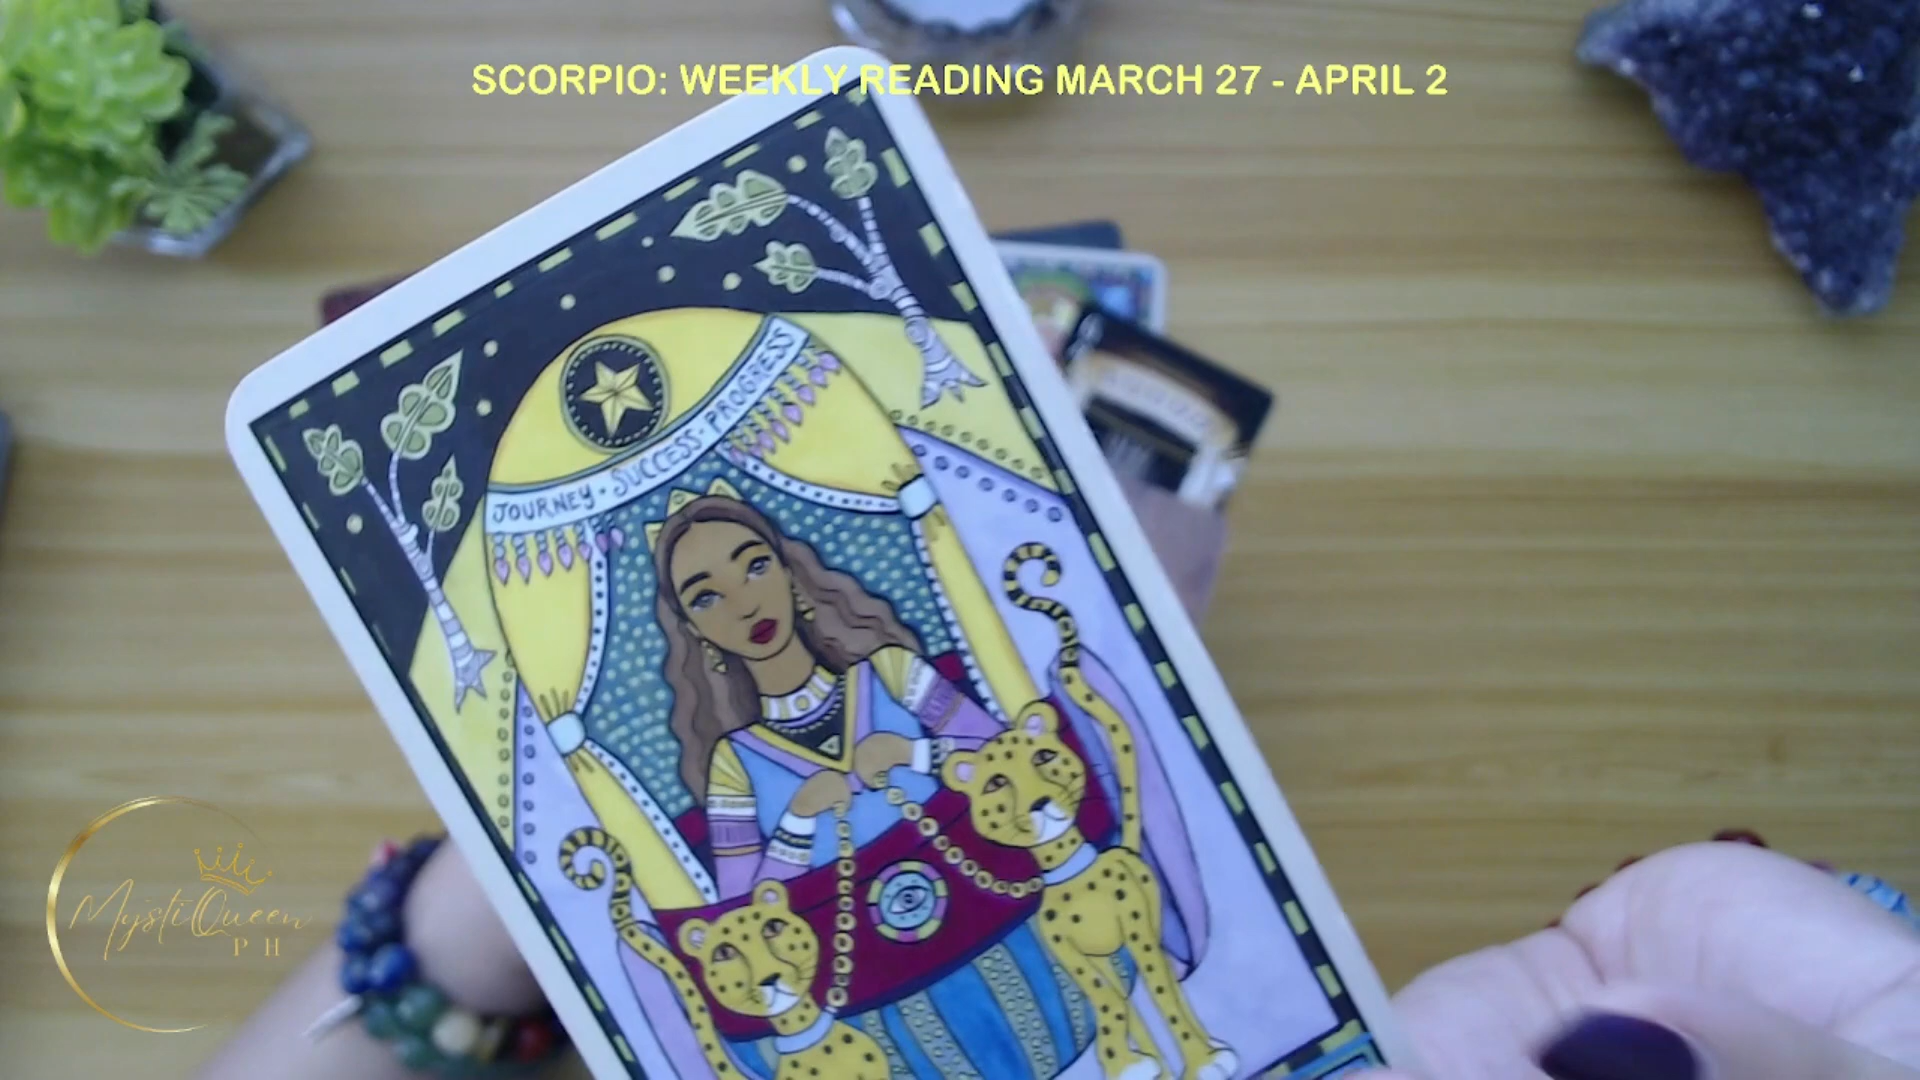 SCORPIO: WEEKLY READING MARCH 27 - APRIL 2
JOURNEY · SUCCESS · PROGRESS
MystiQueen
PH